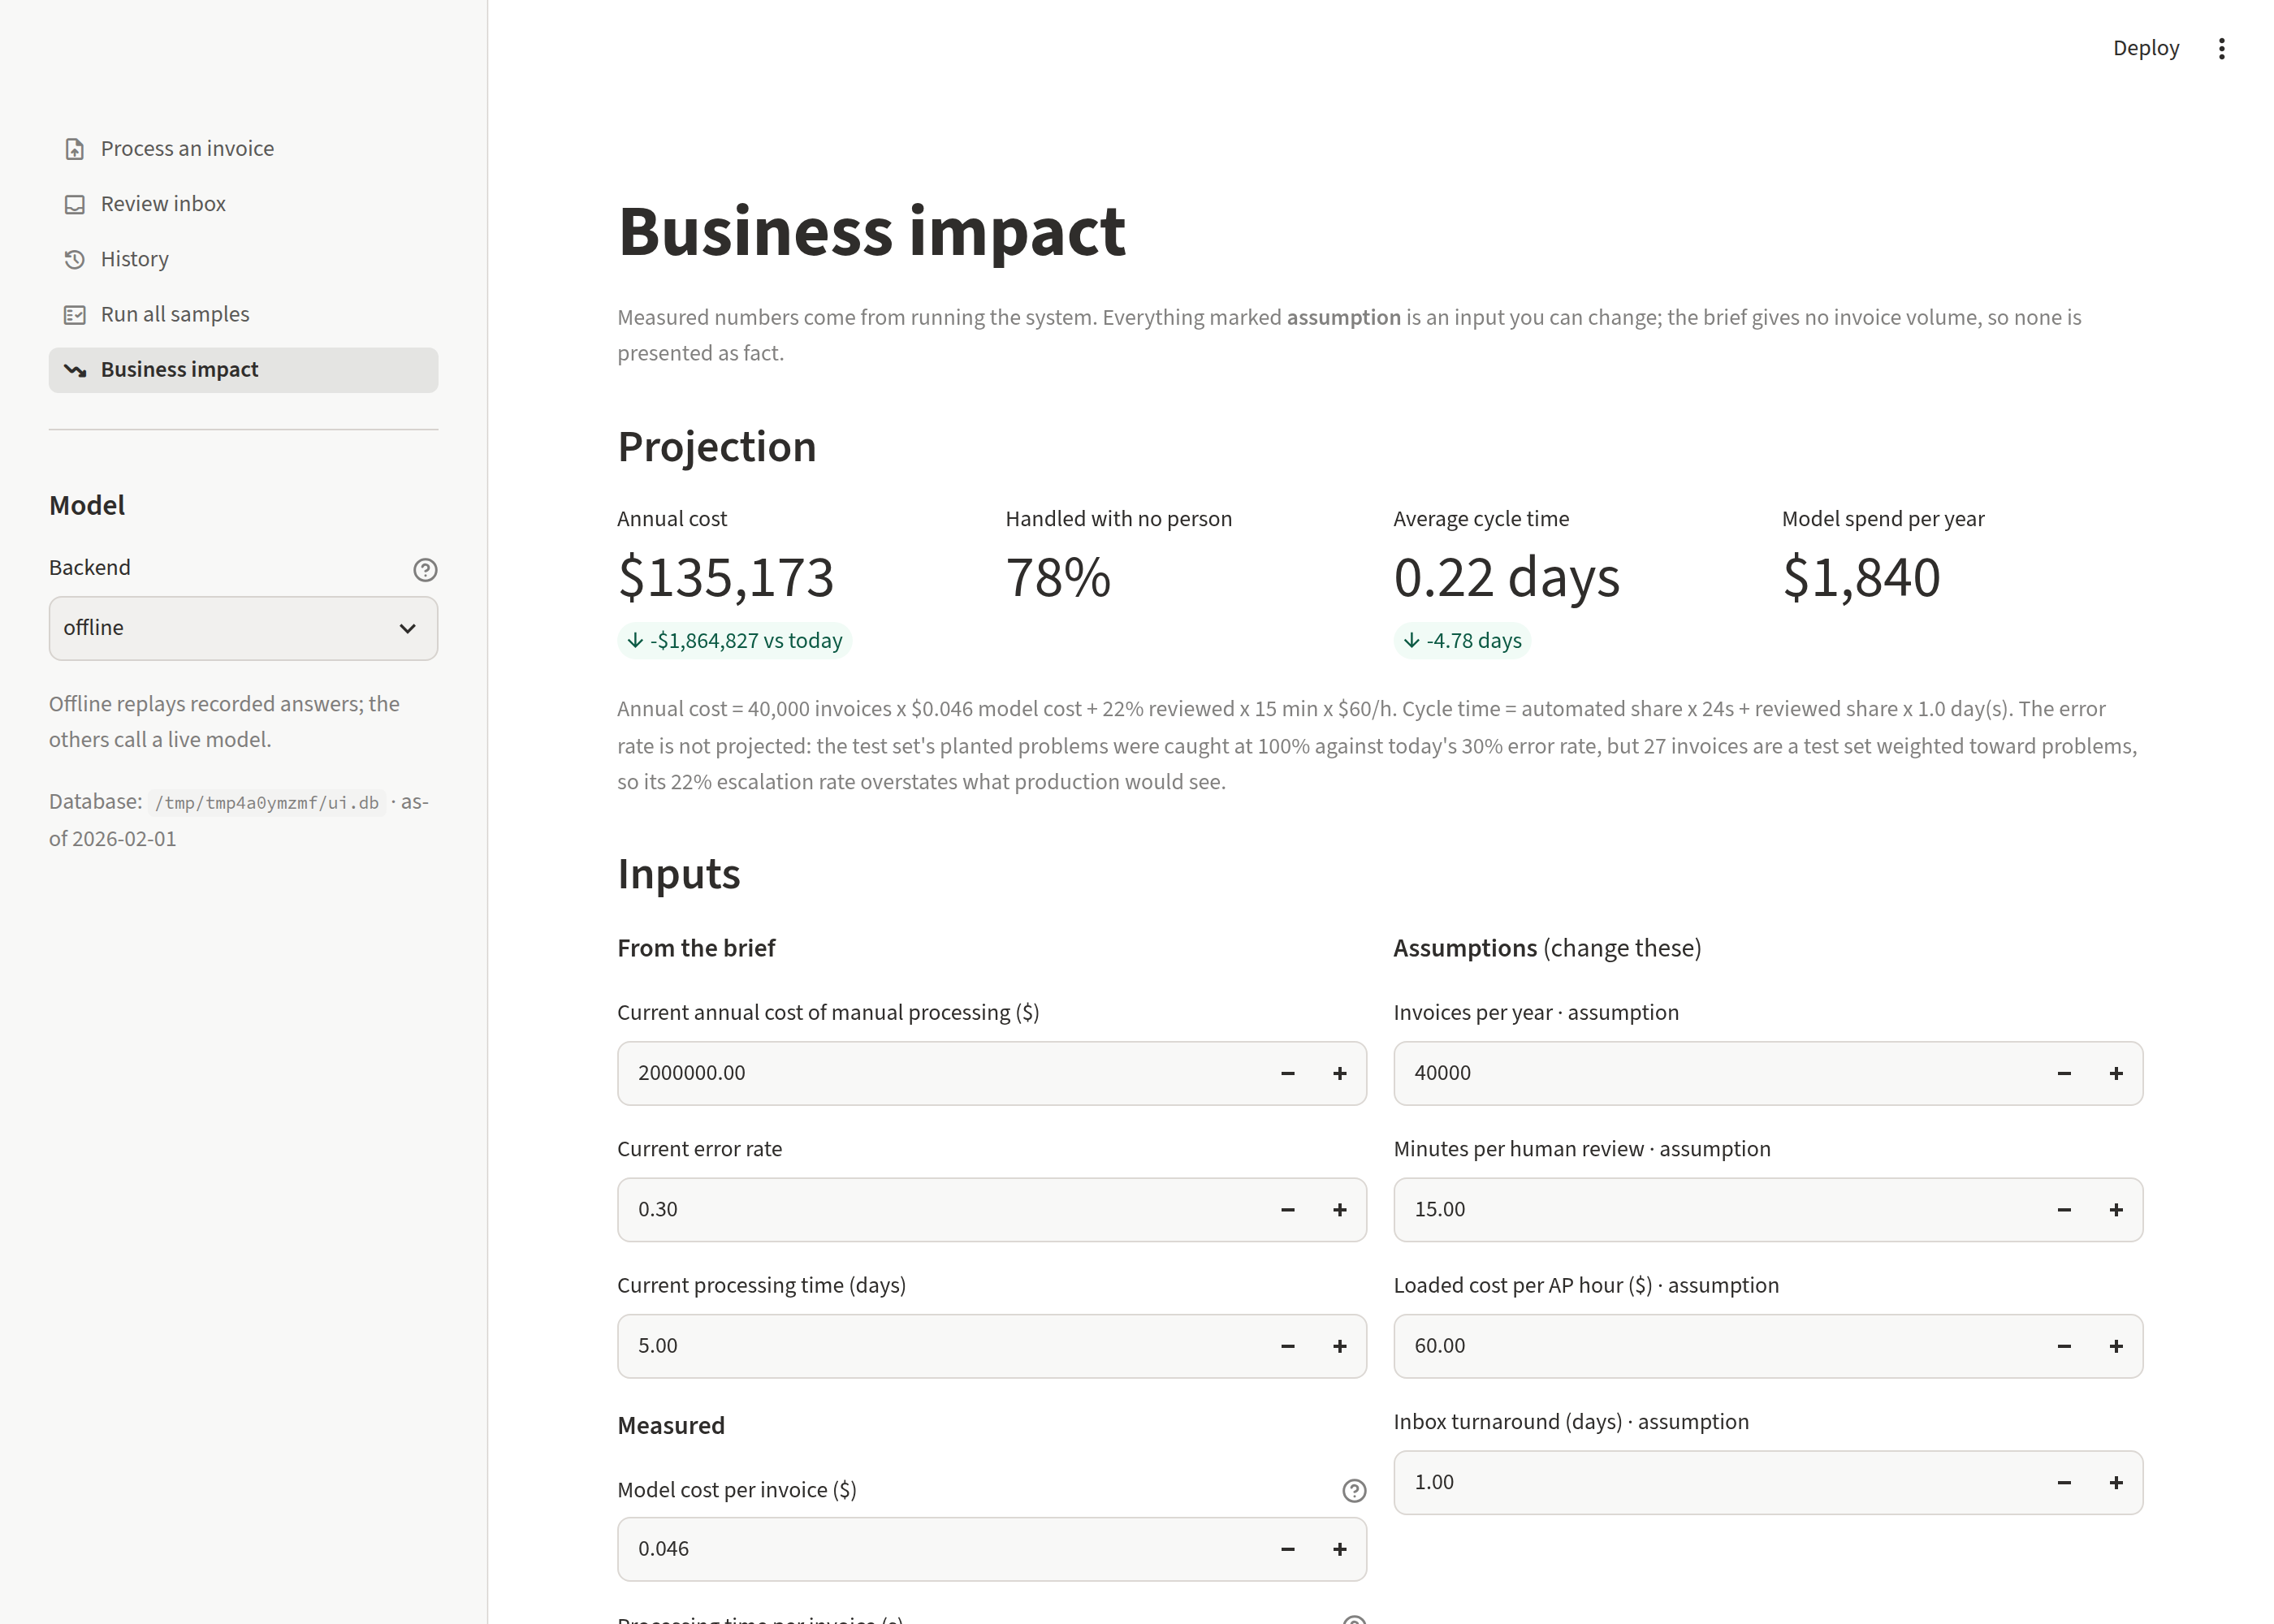 Deploy
Process an invoice
Review inbox
History
Run all samples
Business impact
Model
Backend
offline
Offline replays recorded answers; the
others call a live model.
Database: /tmp/tmp4a0ymzmf/ui.db · as-
of 2026-02-01
Business impact
Measured numbers come from running the system. Everything marked assumption is an input you can change; the brief gives no invoice volume, so none is
presented as fact.
Projection
Annual cost
$135,173
↓ -$1,864,827 vs today
Handled with no person
78%
Average cycle time
0.22 days
↓ -4.78 days
Model spend per year
$1,840
Annual cost = 40,000 invoices x $0.046 model cost + 22% reviewed x 15 min x $60/h. Cycle time = automated share x 24s + reviewed share x 1.0 day(s). The error
rate is not projected: the test set's planted problems were caught at 100% against today's 30% error rate, but 27 invoices are a test set weighted toward problems,
so its 22% escalation rate overstates what production would see.
Inputs
From the brief
Current annual cost of manual processing ($)
2000000.00
Current error rate
0.30
Current processing time (days)
5.00
Measured
Model cost per invoice ($)
0.046
Processing time per invoice (s)
Assumptions (change these)
Invoices per year · assumption
40000
Minutes per human review · assumption
15.00
Loaded cost per AP hour ($) · assumption
60.00
Inbox turnaround (days) · assumption
1.00